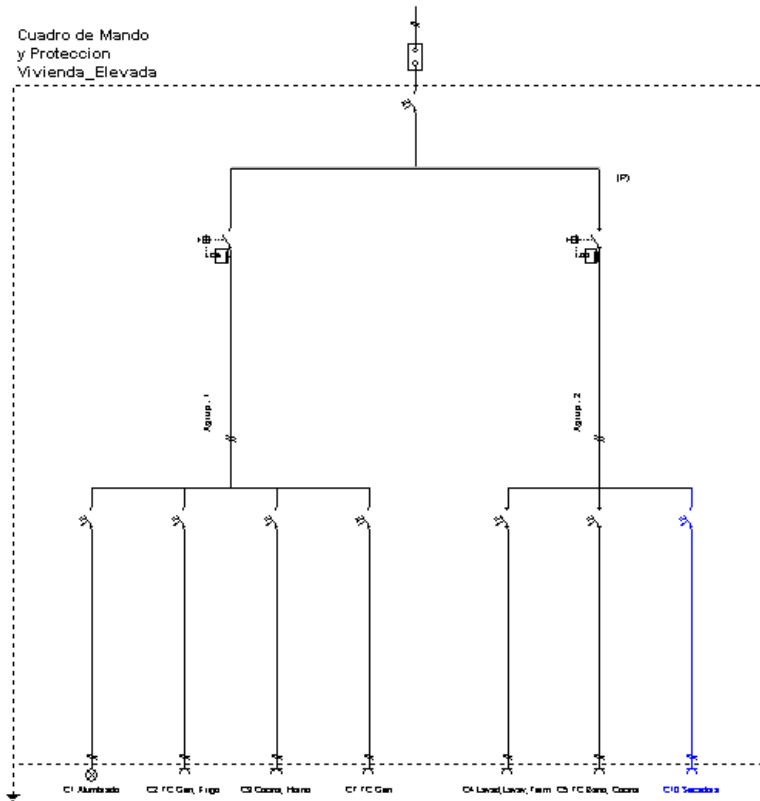 Cuadro de Mando
y Proteccion
Vivienda_Elevada
(P)
Agrup. 1
Agrup. 2
C1 Alumbrado
C2 TC Gen, Frigo
C3 Cocina, Horno
C7 TC Gen
C4 Lavad, Lavav, Term
C5 TC Bano, Cocina
C10 Secadora